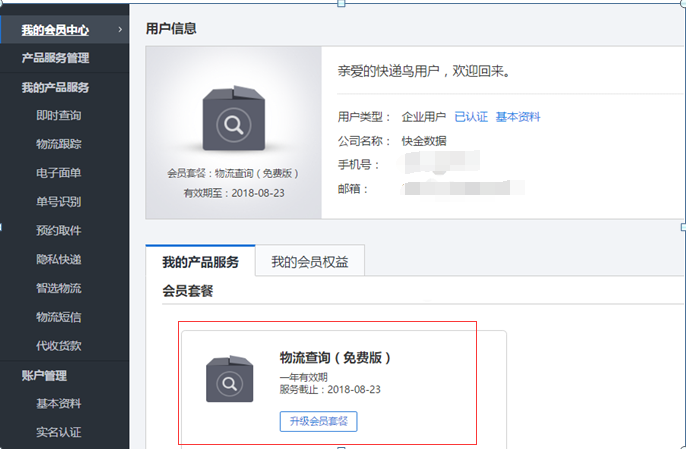 我的会员中心
产品服务管理
我的产品服务
即时查询
物流跟踪
电子面单
单号识别
预约取件
隐私快递
智选物流
物流短信
代收货款
账户管理
基本资料
实名认证
用户信息
会员套餐：物流查询（免费版）
有效期至：2018-08-23
亲爱的快递鸟用户，欢迎回来。
用户类型： 企业用户 已认证 基本资料
公司名称： 快金数据
手机号：
邮箱：
我的产品服务 我的会员权益
会员套餐
物流查询（免费版）
一年有效期
服务截止：2018-08-23
升级会员套餐